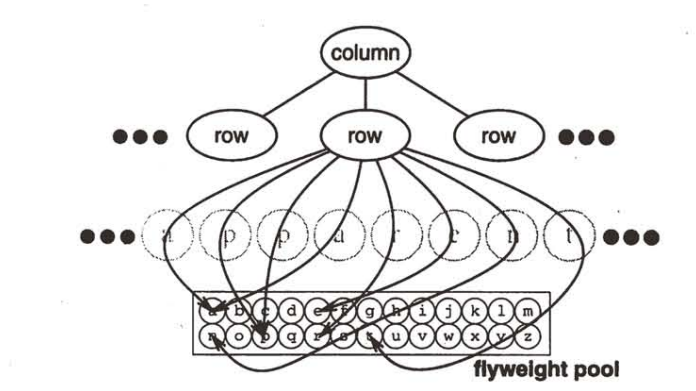 column
row row row
a p p a r e n t
a b c d e f g h i j k l m
n o p q r s t u v w x y z
flyweight pool